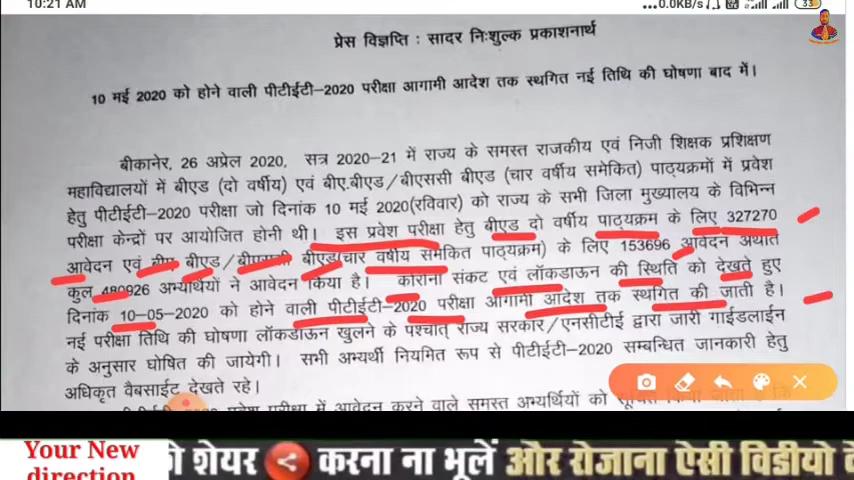 10:21 AM
...0.0KB/s
33
प्रेस विज्ञप्ति : सादर निःशुल्क प्रकाशनार्थ
10 मई 2020 को होने वाली पीटीईटी–2020 परीक्षा आगामी आदेश तक स्थगित नई तिथि की घोषणा बाद में।
बीकानेर, 26 अप्रेल 2020, सत्र 2020–21 में राज्य के समस्त राजकीय एवं निजी शिक्षक प्रशिक्षण
महाविद्यालयों में बीएड (दो वर्षीय) एवं बीए.बीएड/बीएससी बीएड (चार वर्षीय समेकित) पाठ्यक्रमों में प्रवेश
हेतु पीटीईटी–2020 परीक्षा जो दिनांक 10 मई 2020(रविवार) को राज्य के सभी जिला मुख्यालय के विभिन्न
परीक्षा केन्द्रों पर आयोजित होनी थी। इस प्रवेश परीक्षा हेतु बीएड दो वर्षीय पाठ्यक्रम के लिए 327270
आवेदन एवं बीए बीएड/बीएससी बीएड(चार वर्षीय समेकित पाठ्यक्रम) के लिए 153696 आवेदन अर्थात
कुल 480926 अभ्यर्थियों ने आवेदन किया है। कोराना संकट एवं लॉकडाऊन की स्थिति को देखते हुए
दिनांक 10–05–2020 को होने वाली पीटीईटी–2020 परीक्षा आगामी आदेश तक स्थगित की जाती है।
नई परीक्षा तिथि की घोषणा लॉकडाऊन खुलने के पश्चात् राज्य सरकार/एनसीटीई द्वारा जारी गाईडलाईन
के अनुसार घोषित की जायेगी। सभी अभ्यर्थी नियमित रूप से पीटीईटी–2020 सम्बन्धित जानकारी हेतु
अधिकृत वैबसाईट देखते रहे।
प्रवेश परीक्षा में आवेदन करने वाले समस्त अभ्यर्थियों को
Your New
direction
शेयर करना ना भूलें और रोजाना ऐसी विडीयो